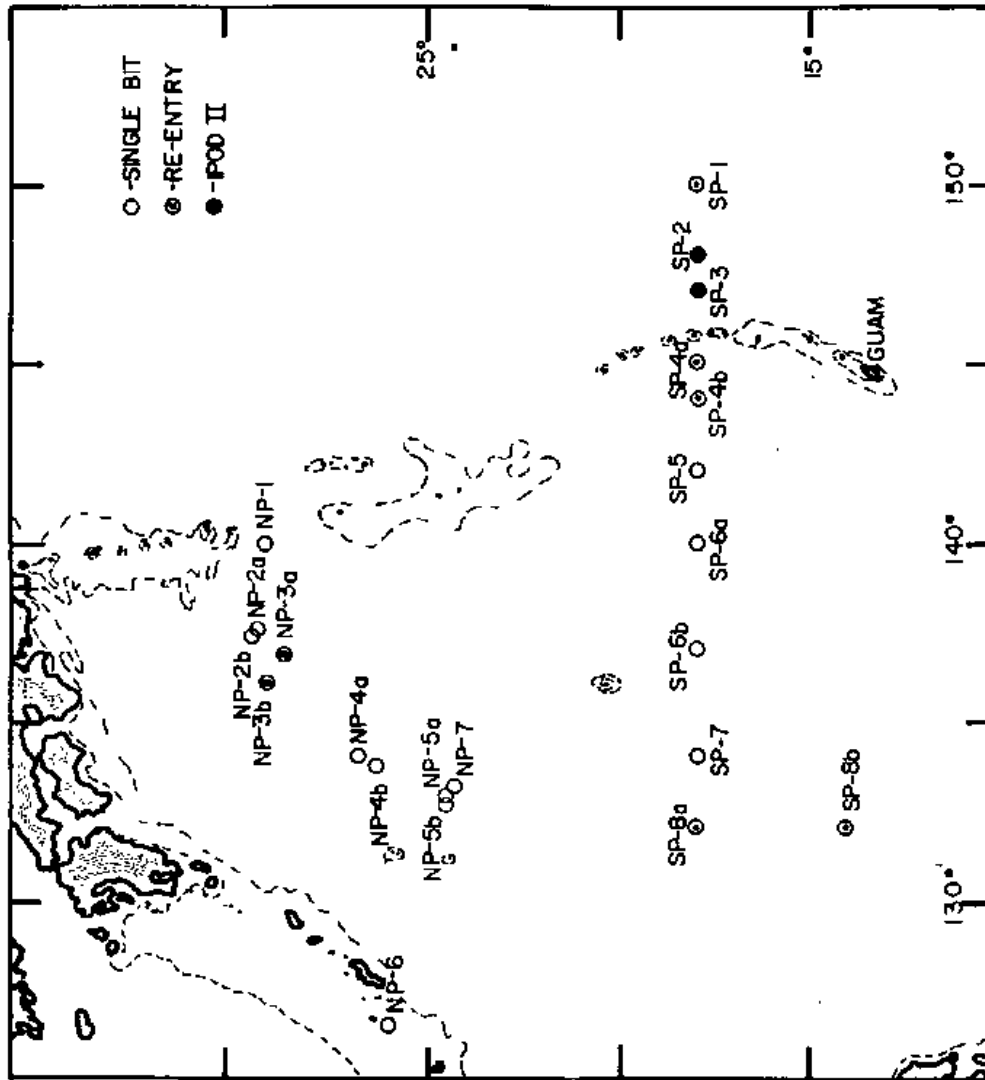 O-SINGLE BIT
⊗-RE-ENTRY
●-IPOD II
25°
15°
150°
140°
130°
NP-1
NP-2a
NP-2b
NP-3a
NP-3b
NP-4a
NP-4b
NP-5a
NP-5b
NP-7
NP-6
SP-1
SP-2
SP-3
SP-4a
SP-4b
SP-5
SP-6a
SP-6b
SP-7
SP-8a
SP-8b
GUAM